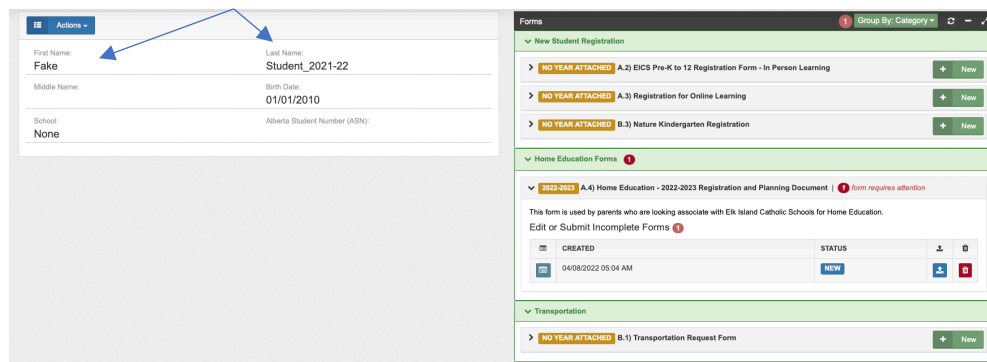 Actions
First Name:
Fake
Last Name:
Student_2021-22
Middle Name:
Birth Date:
01/01/2010
School:
None
Alberta Student Number (ASN):
Forms
1 Group By: Category
New Student Registration
NO YEAR ATTACHED A.2) EICS Pre-K to 12 Registration Form - In Person Learning
+ New
NO YEAR ATTACHED A.3) Registration for Online Learning
+ New
NO YEAR ATTACHED B.3) Nature Kindergarten Registration
+ New
Home Education Forms 1
2022-2023 A.4) Home Education - 2022-2023 Registration and Planning Document | 1 form requires attention
This form is used by parents who are looking associate with Elk Island Catholic Schools for Home Education.
Edit or Submit Incomplete Forms 1
CREATED STATUS
04/08/2022 05:04 AM NEW
Transportation
NO YEAR ATTACHED B.1) Transportation Request Form
+ New